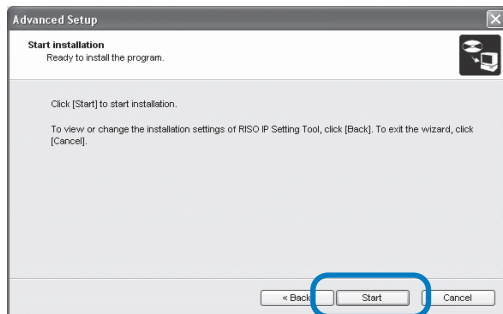 Advanced Setup
Start installation
Ready to install the program.
Click [Start] to start installation.
To view or change the installation settings of RISO IP Setting Tool, click [Back]. To exit the wizard, click
[Cancel].
< Back Start Cancel